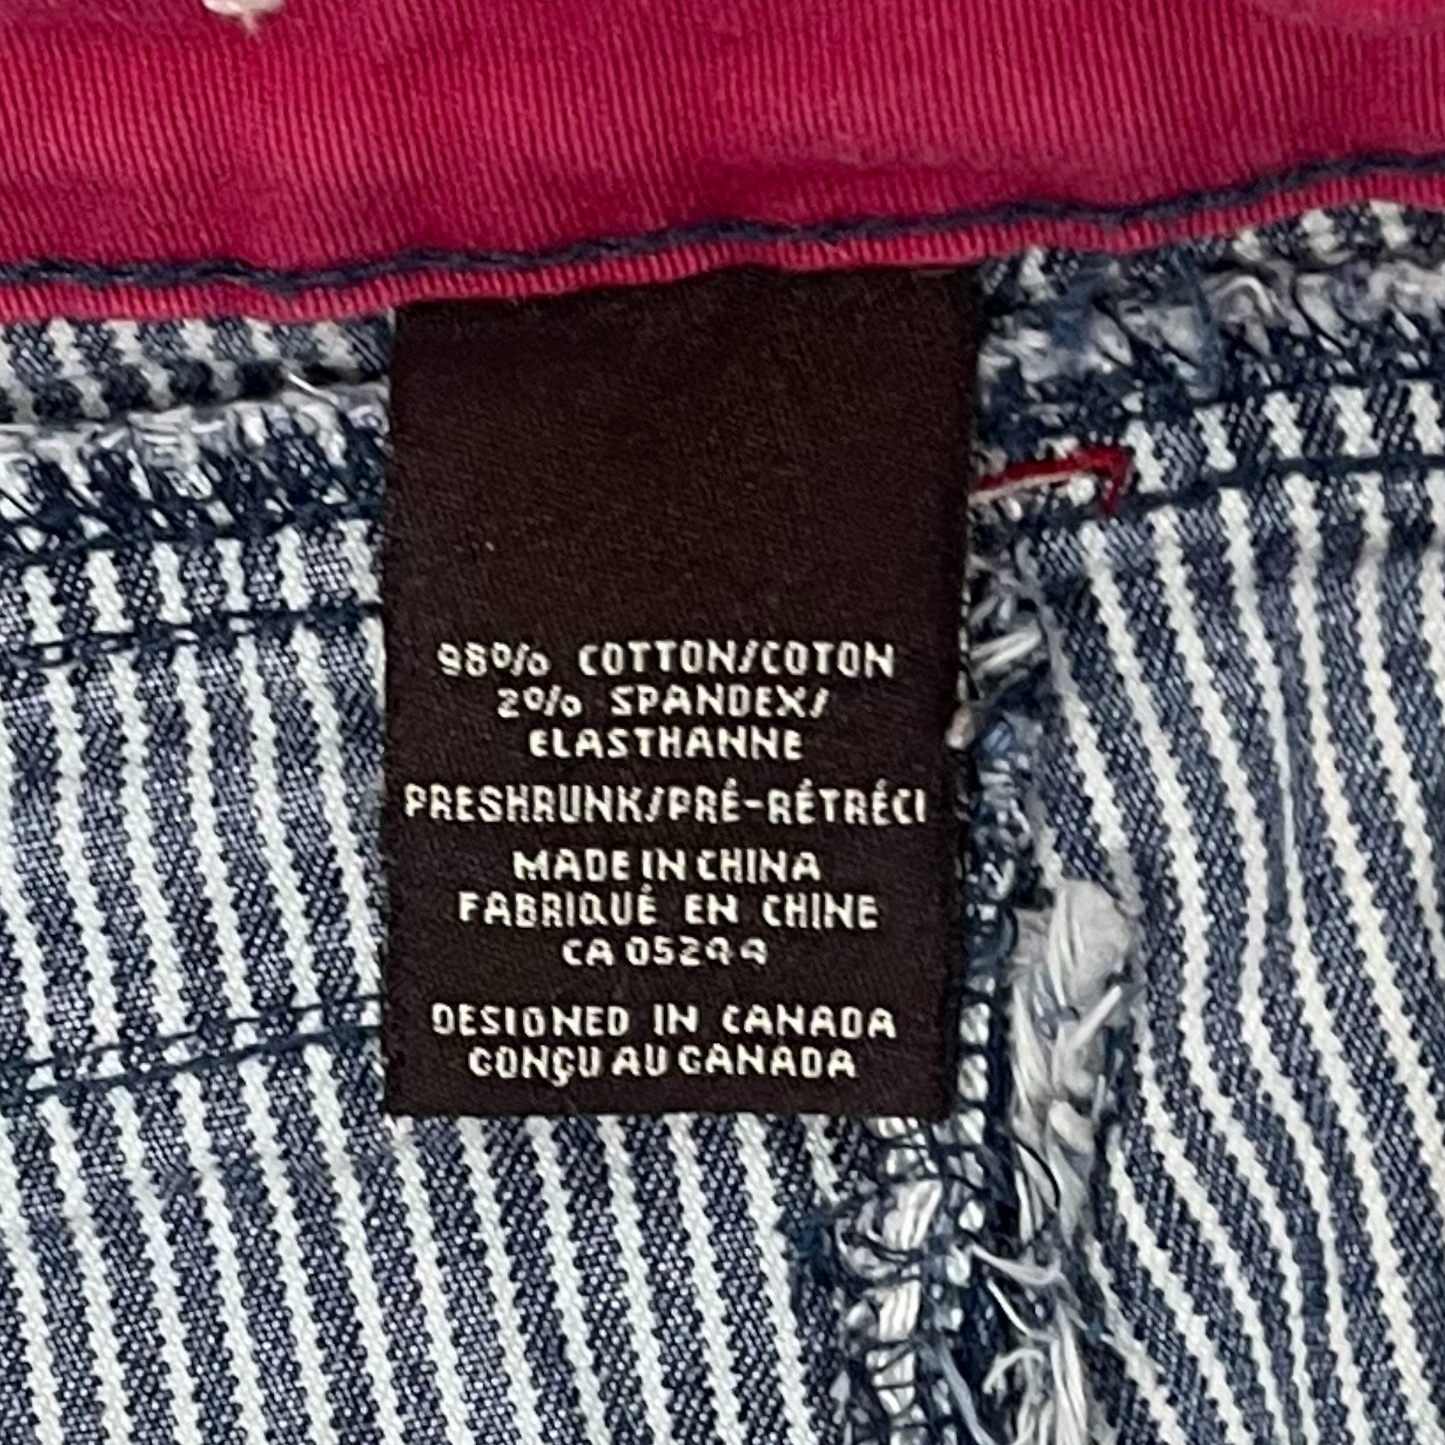 98% COTTON/COTON
2% SPANDEX/
ELASTHANNE
PRESHRUNK/PRÉ-RÉTRÉCI
MADE IN CHINA
FABRIQUÉ EN CHINE
CA 05244
DESIGNED IN CANADA
CONÇU AU CANADA